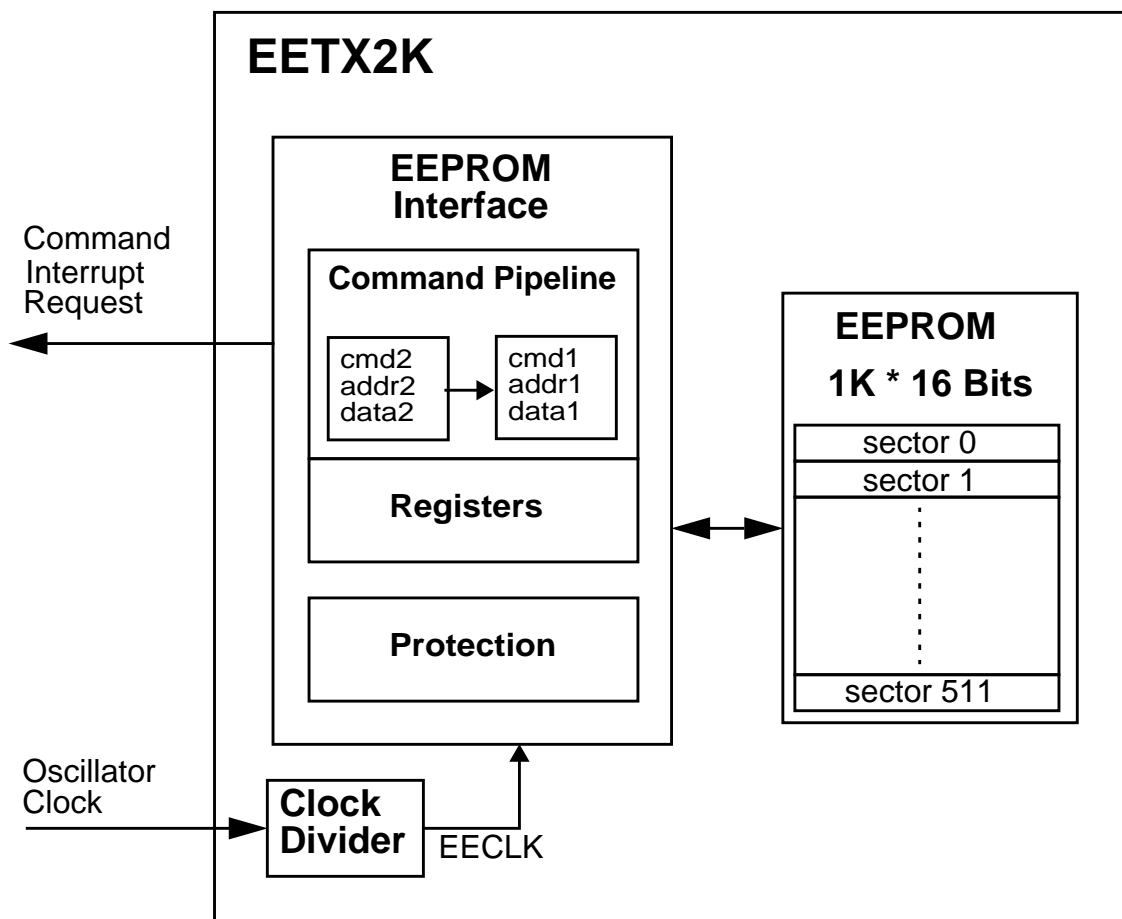 EETX2K
EEPROM
Interface
Command
Interrupt
Request
Command Pipeline
cmd2
addr2
data2
cmd1
addr1
data1
Registers
Protection
EEPROM
1K * 16 Bits
sector 0
sector 1
sector 511
Oscillator
Clock
Clock
Divider
EECLK